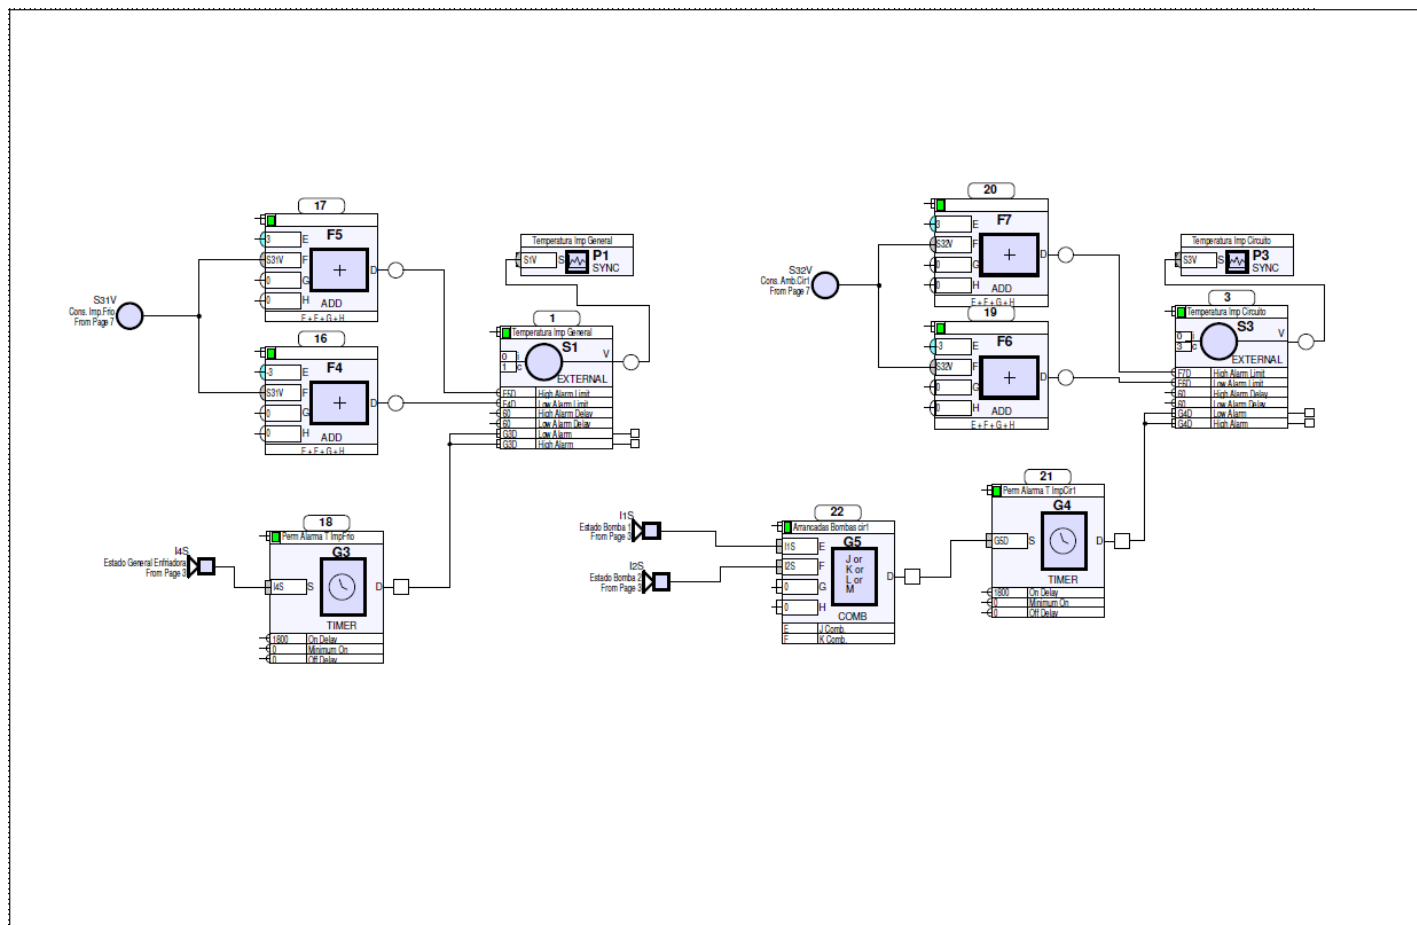 17
F5
3 E
S31V F
0 G
0 H
D
ADD
E + F + G + H
S31V
Cons. Imp.Frio
From Page 7
16
F4
-3 E
S31V F
0 G
0 H
D
ADD
E + F + G + H
Temperatura Imp General
S1V S P1
SYNC
1
Temperatura Imp General
S1
0 i
1 c
V
EXTERNAL
F5D High Alarm Limit
F4D Low Alarm Limit
60 High Alarm Delay
60 Low Alarm Delay
G3D Low Alarm
G3D High Alarm
18
Perm Alarma T ImpFrio
G3
I4S
Estado General Enfriadora
From Page 3
I4S S
D
TIMER
1800 On Delay
0 Minimum On
0 Off Delay
20
F7
3 E
S32V F
0 G
0 H
D
ADD
E + F + G + H
S32V
Cons. Amb.Cir1
From Page 7
19
F6
-3 E
S32V F
0 G
0 H
D
ADD
E + F + G + H
Temperatura Imp Circuito
S3V S P3
SYNC
3
Temperatura Imp Circuito
S3
0 i
3 c
V
EXTERNAL
F7D High Alarm Limit
F6D Low Alarm Limit
60 High Alarm Delay
60 Low Alarm Delay
G4D Low Alarm
G4D High Alarm
21
Perm Alarma T ImpCir1
G4
G5D S
D
TIMER
1800 On Delay
0 Minimum On
0 Off Delay
22
Arrancadas Bombas cir1
G5
I1S
Estado Bomba 1
From Page 3
I2S
Estado Bomba 2
From Page 3
I1S E
I2S F
0 G
0 H
J or
K or
L or
M
D
COMB
E J Comb.
F K Comb.